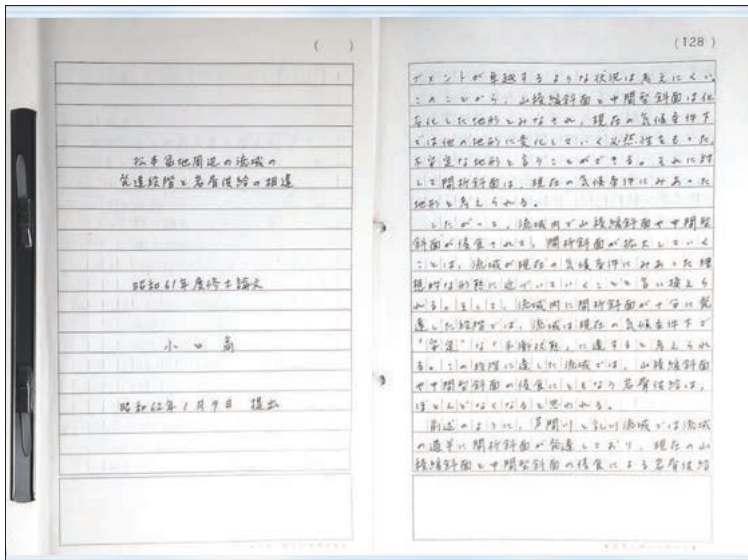 (　)
松本盆地周辺の流域の
発達段階と岩屑供給の相違
昭和61年度修士論文
小口高
昭和62年1月9日　提出
(128)
ヴメントが卓越するような状況は考えにくい。
このことから，山稜緩斜面と中間型斜面は化
石化した地形とみなされ，現在の気候条件下
では他の地形に変化していく必然性をもった，
不安定な地形と言うことができる。それに対
して開析斜面は，現在の気候条件にみあった
地形と考えられる。
したがって，流域内で山稜緩斜面や中間型
斜面が侵食されて，開析斜面が拡大していく
ことは，流域が現在の気候条件にみあった理
想的な形態に近づいていくことと言い換えら
れる。そして，流域内に開析斜面が十分に発
達した段階では，流域は現在の気候条件下で
"安定"な"平衡状態"に達すると考えられ
る。この段階に達した流域では，山稜緩斜面
や中間型斜面の侵食にともなう岩屑供給は，
ほとんどなくなると思われる。
前述のように，芦間川と乳川流域では流域
の過半に開析斜面が発達しており，現在の山
稜緩斜面と中間型斜面の侵食による岩屑供給